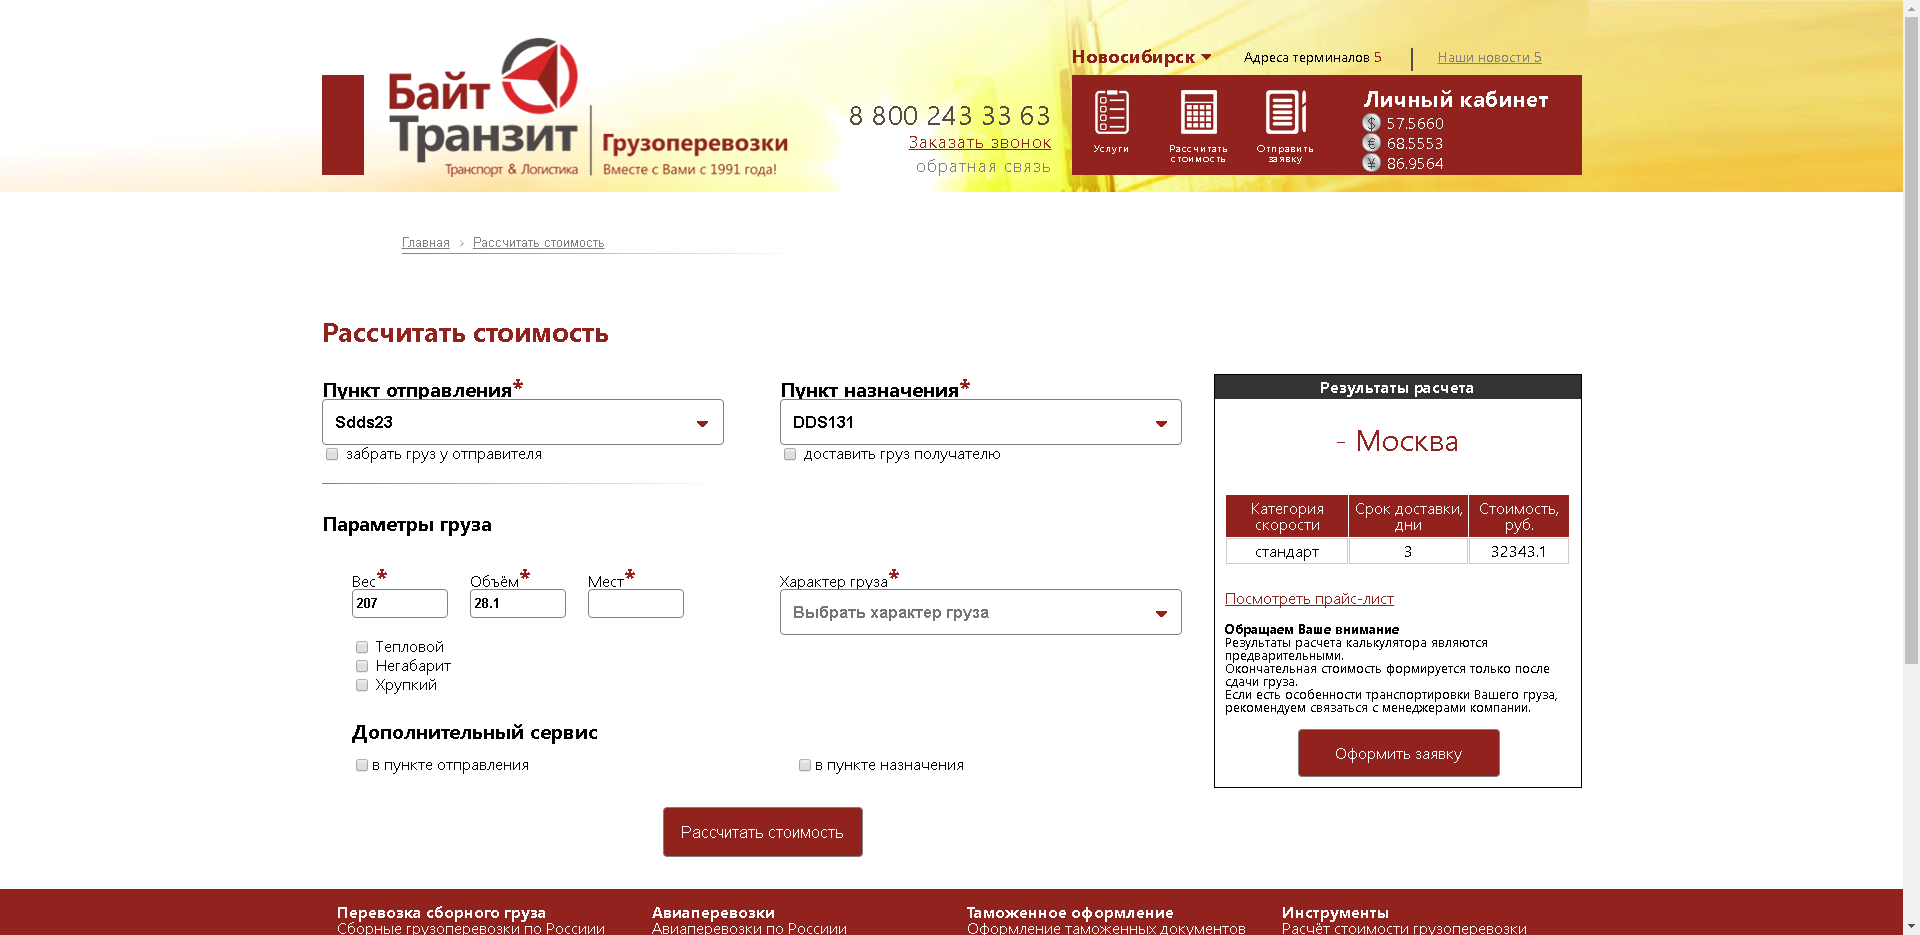 Байт
Транзит
Транспорт & Логистика
Грузоперевозки
Вместе с Вами с 1991 года!
8 800 243 33 63
Заказать звонок
обратная связь
Новосибирск
Адреса терминалов 5
Наши новости 5
Услуги
Рассчитать
стоимость
Отправить
заявку
Личный кабинет
$ 57.5660
€ 68.5553
¥ 86.9564
Главная › Рассчитать стоимость
Рассчитать стоимость
Пункт отправления*
Sdds23
забрать груз у отправителя
Пункт назначения*
DDS131
доставить груз получателю
Параметры груза
Вес* Объём* Мест*
207 28.1
Характер груза*
Выбрать характер груза
Тепловой
Негабарит
Хрупкий
Дополнительный сервис
в пункте отправления
в пункте назначения
Рассчитать стоимость
Результаты расчета
- Москва
Категория скорости Срок доставки, дни Стоимость, руб.
стандарт 3 32343.1
Посмотреть прайс-лист
Обращаем Ваше внимание
Результаты расчета калькулятора являются
предварительными.
Окончательная стоимость формируется только после
сдачи груза.
Если есть особенности транспортировки Вашего груза,
рекомендуем связаться с менеджерами компании.
Оформить заявку
Перевозка сборного груза
Сборные грузоперевозки по Росиии
Авиаперевозки
Авиаперевозки по Росиии
Таможенное оформление
Оформление таможенных документов
Инструменты
Расчёт стоимости грузоперевозки